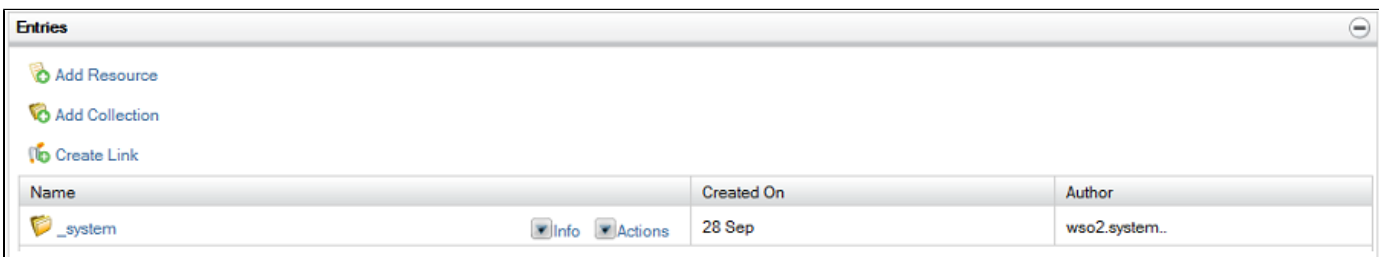 Entries
Add Resource
Add Collection
Create Link
Name Created On Author
_system Info Actions 28 Sep wso2.system..